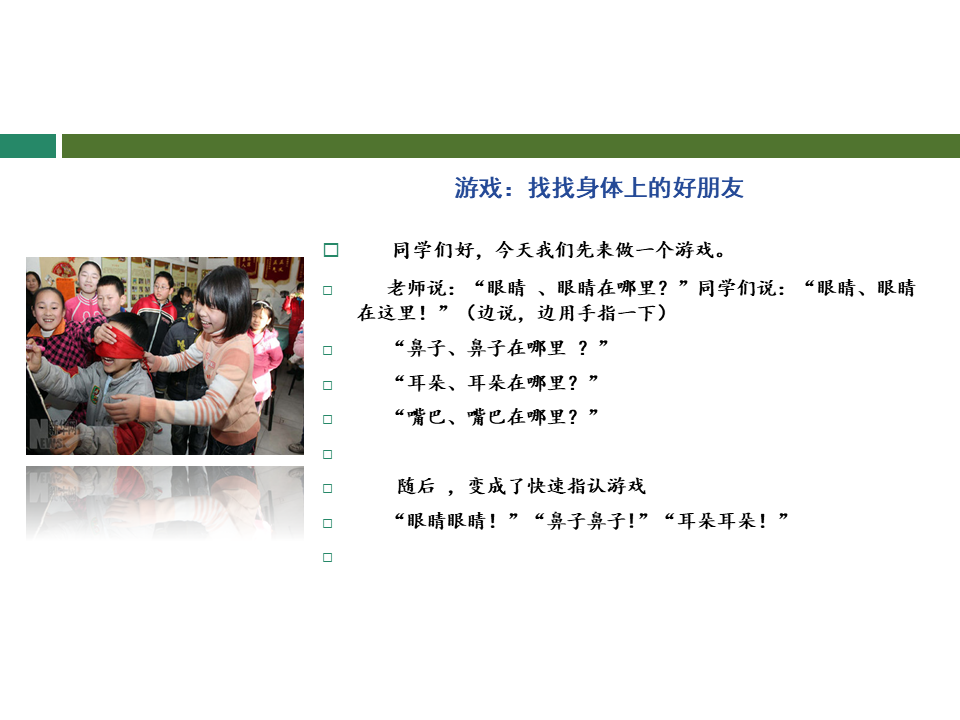 游戏：找找身体上的好朋友
同学们好，今天我们先来做一个游戏。
老师说：“眼睛 、眼睛在哪里？”同学们说：“眼睛、眼睛
在这里！”（边说，边用手指一下）
“鼻子、鼻子在哪里 ？”
“耳朵、耳朵在哪里？”
“嘴巴、嘴巴在哪里？”
随后 ，变成了快速指认游戏
“眼睛眼睛！”“鼻子鼻子!”“耳朵耳朵！”
NEWS